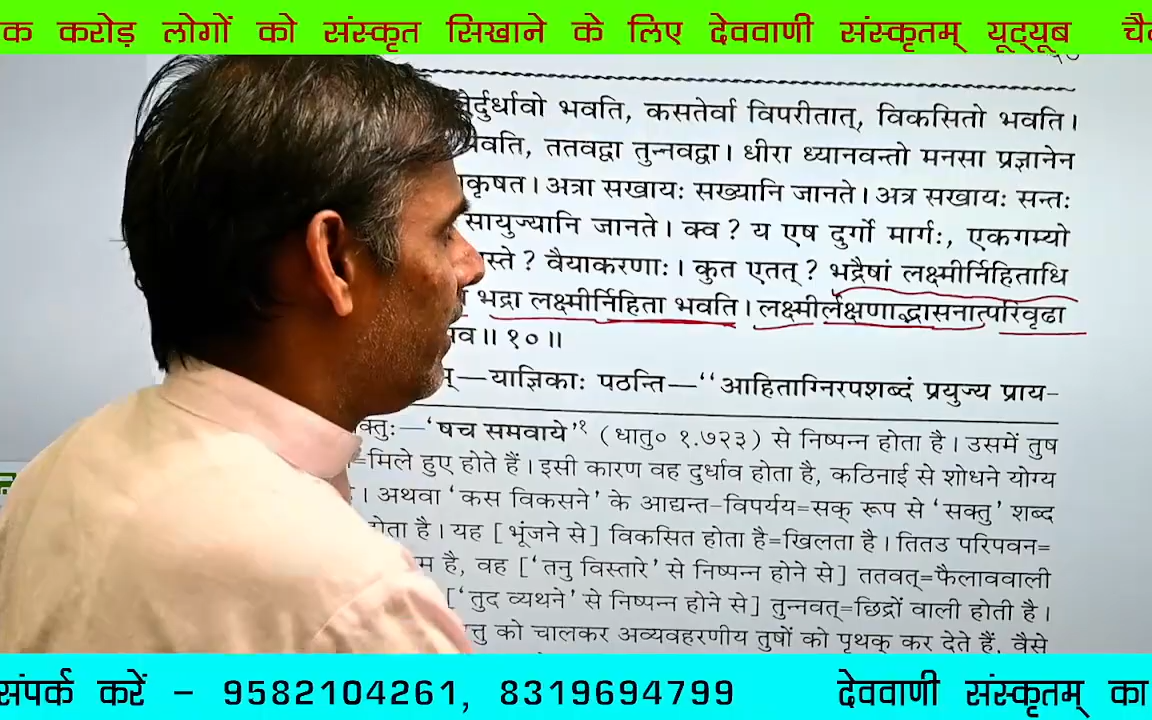 क करोड़ लोगों को संस्कृत सिखाने के लिए देववाणी संस्कृतम् यूट्यूब
र्दुर्धावो भवति, कसतेर्वा विपरीतात्, विकसितो भवति।
भवति, ततवद्वा तुन्नवद्वा। धीरा ध्यानवन्तो मनसा प्रज्ञानेन
कृषत। अत्रा सखायः सख्यानि जानते। अत्र सखायः सन्तः
सायुज्यानि जानते। क्व? य एष दुर्गो मार्गः, एकगम्यो
स्ते? वैयाकरणाः। कुत एतत्? भद्रैषां लक्ष्मीर्निहिताधि
भद्रा लक्ष्मीर्निहिता भवति। लक्ष्मीर्लक्षणाद्भासनात्परिवृढा
व॥ १०॥
—याज्ञिकाः पठन्ति—‘‘आहिताग्निरपशब्दं प्रयुज्य प्राय-
क्तुः—‘षच समवाये’१ (धातु० १.७२३) से निष्पन्न होता है। उसमें तुष
=मिले हुए होते हैं। इसी कारण वह दुर्धाव होता है, कठिनाई से शोधने योग्य
। अथवा ‘कस विकसने’ के आद्यन्त-विपर्यय=सक् रूप से ‘सक्तु’ शब्द
होता है। यह [भूंजने से] विकसित होता है=खिलता है। तितउ परिपवन=
म है, वह [‘तनु विस्तारे’ से निष्पन्न होने से] ततवत्=फैलाववाली
[‘तुद व्यथने’ से निष्पन्न होने से] तुन्नवत्=छिद्रों वाली होती है।
त्तु को चालकर अव्यवहरणीय तुषों को पृथक् कर देते हैं, वैसे
संपर्क करें - 9582104261, 8319694799 देववाणी संस्कृतम् का